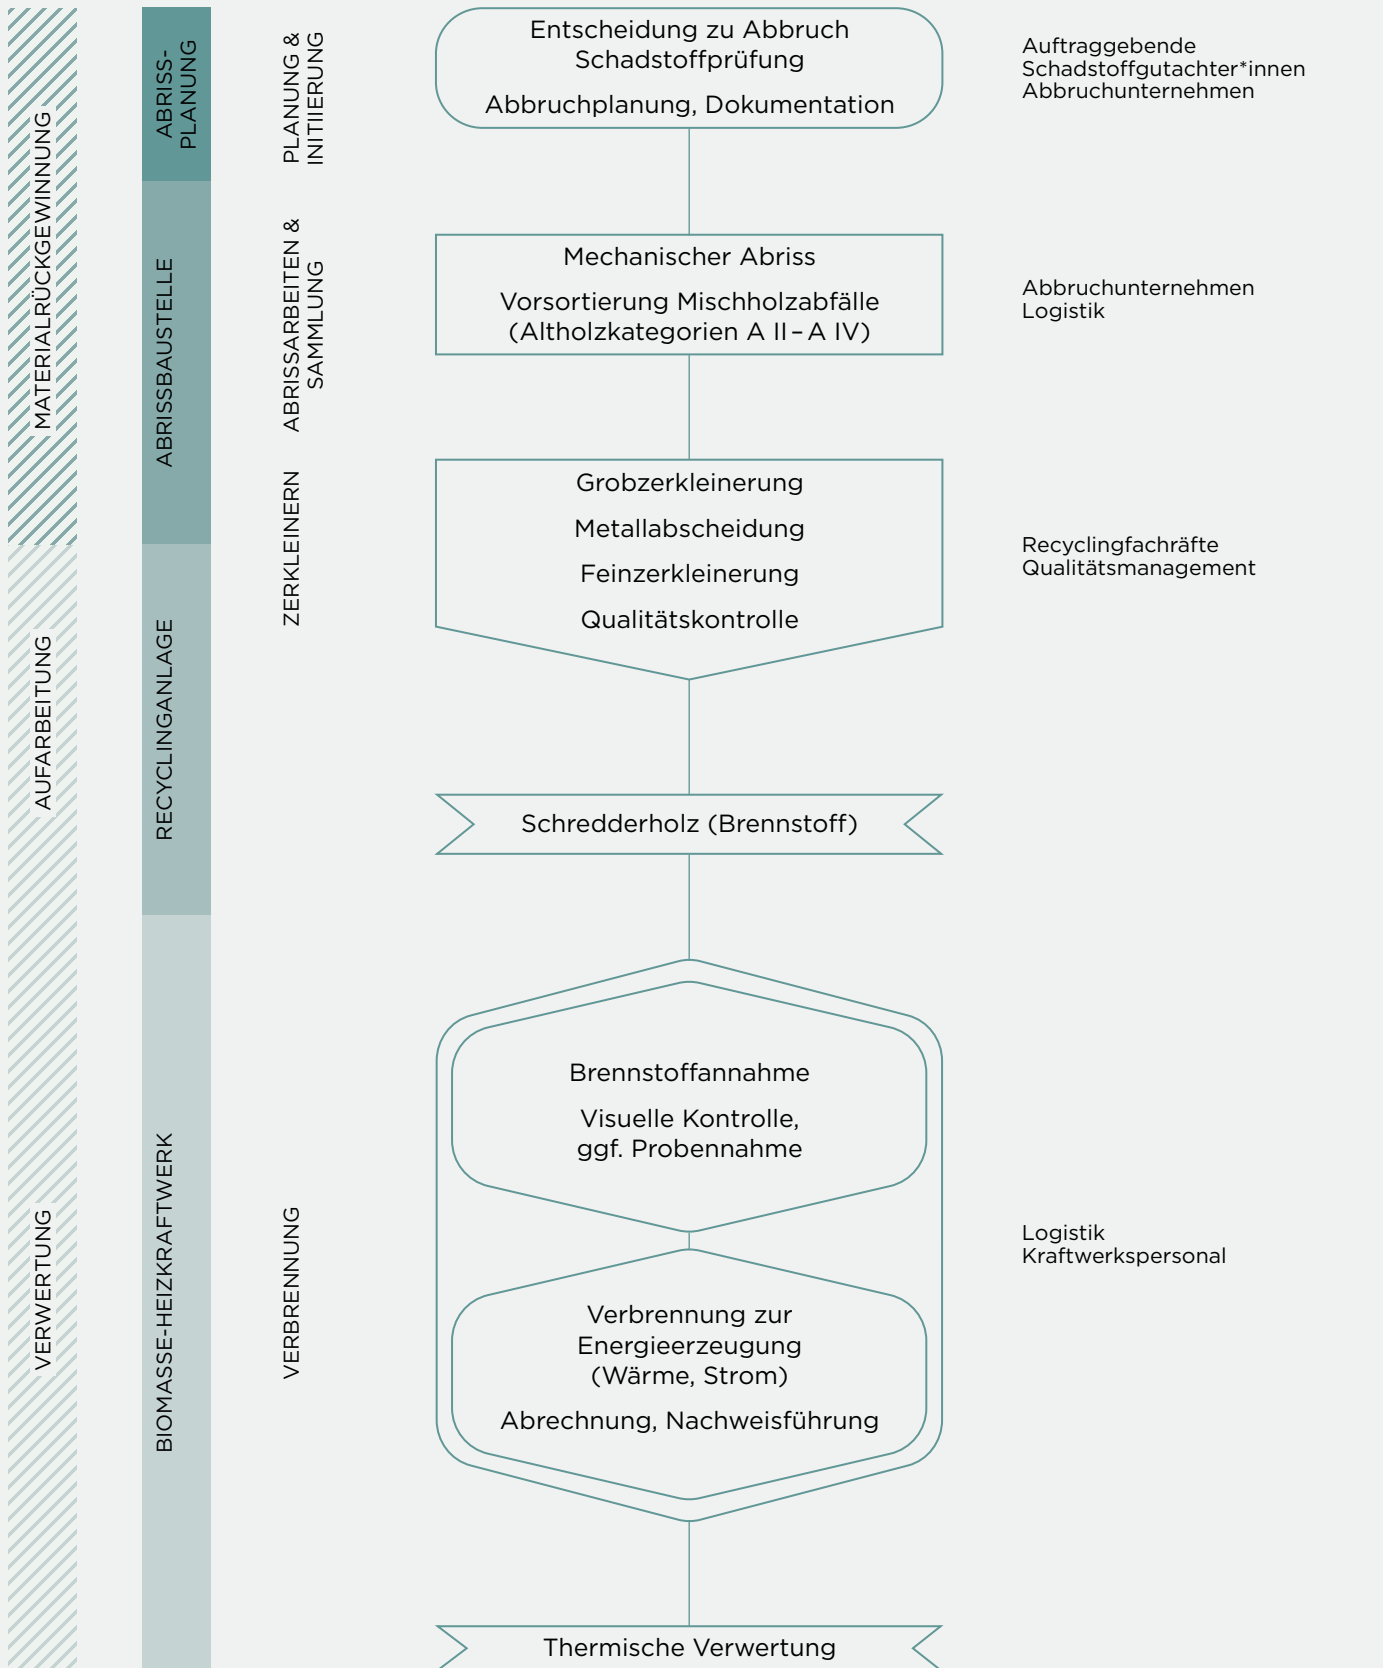 MATERIALRÜCKGEWINNUNG
AUFARBEITUNG
VERWERTUNG
ABRISS-
PLANUNG
ABRISSBAUSTELLE
RECYCLINGANLAGE
BIOMASSE-HEIZKRAFTWERK
PLANUNG &
INITIIERUNG
ABRISSARBEITEN &
SAMMLUNG
ZERKLEINERN
VERBRENNUNG
Entscheidung zu Abbruch
Schadstoffprüfung
Abbruchplanung, Dokumentation
Auftraggebende
Schadstoffgutachter*innen
Abbruchunternehmen
Mechanischer Abriss
Vorsortierung Mischholzabfälle
(Altholzkategorien A II – A IV)
Abbruchunternehmen
Logistik
Grobzerkleinerung
Metallabscheidung
Feinzerkleinerung
Qualitätskontrolle
Recyclingfachräfte
Qualitätsmanagement
Schredderholz (Brennstoff)
Brennstoffannahme
Visuelle Kontrolle,
ggf. Probennahme
Verbrennung zur
Energieerzeugung
(Wärme, Strom)
Abrechnung, Nachweisführung
Logistik
Kraftwerkspersonal
Thermische Verwertung